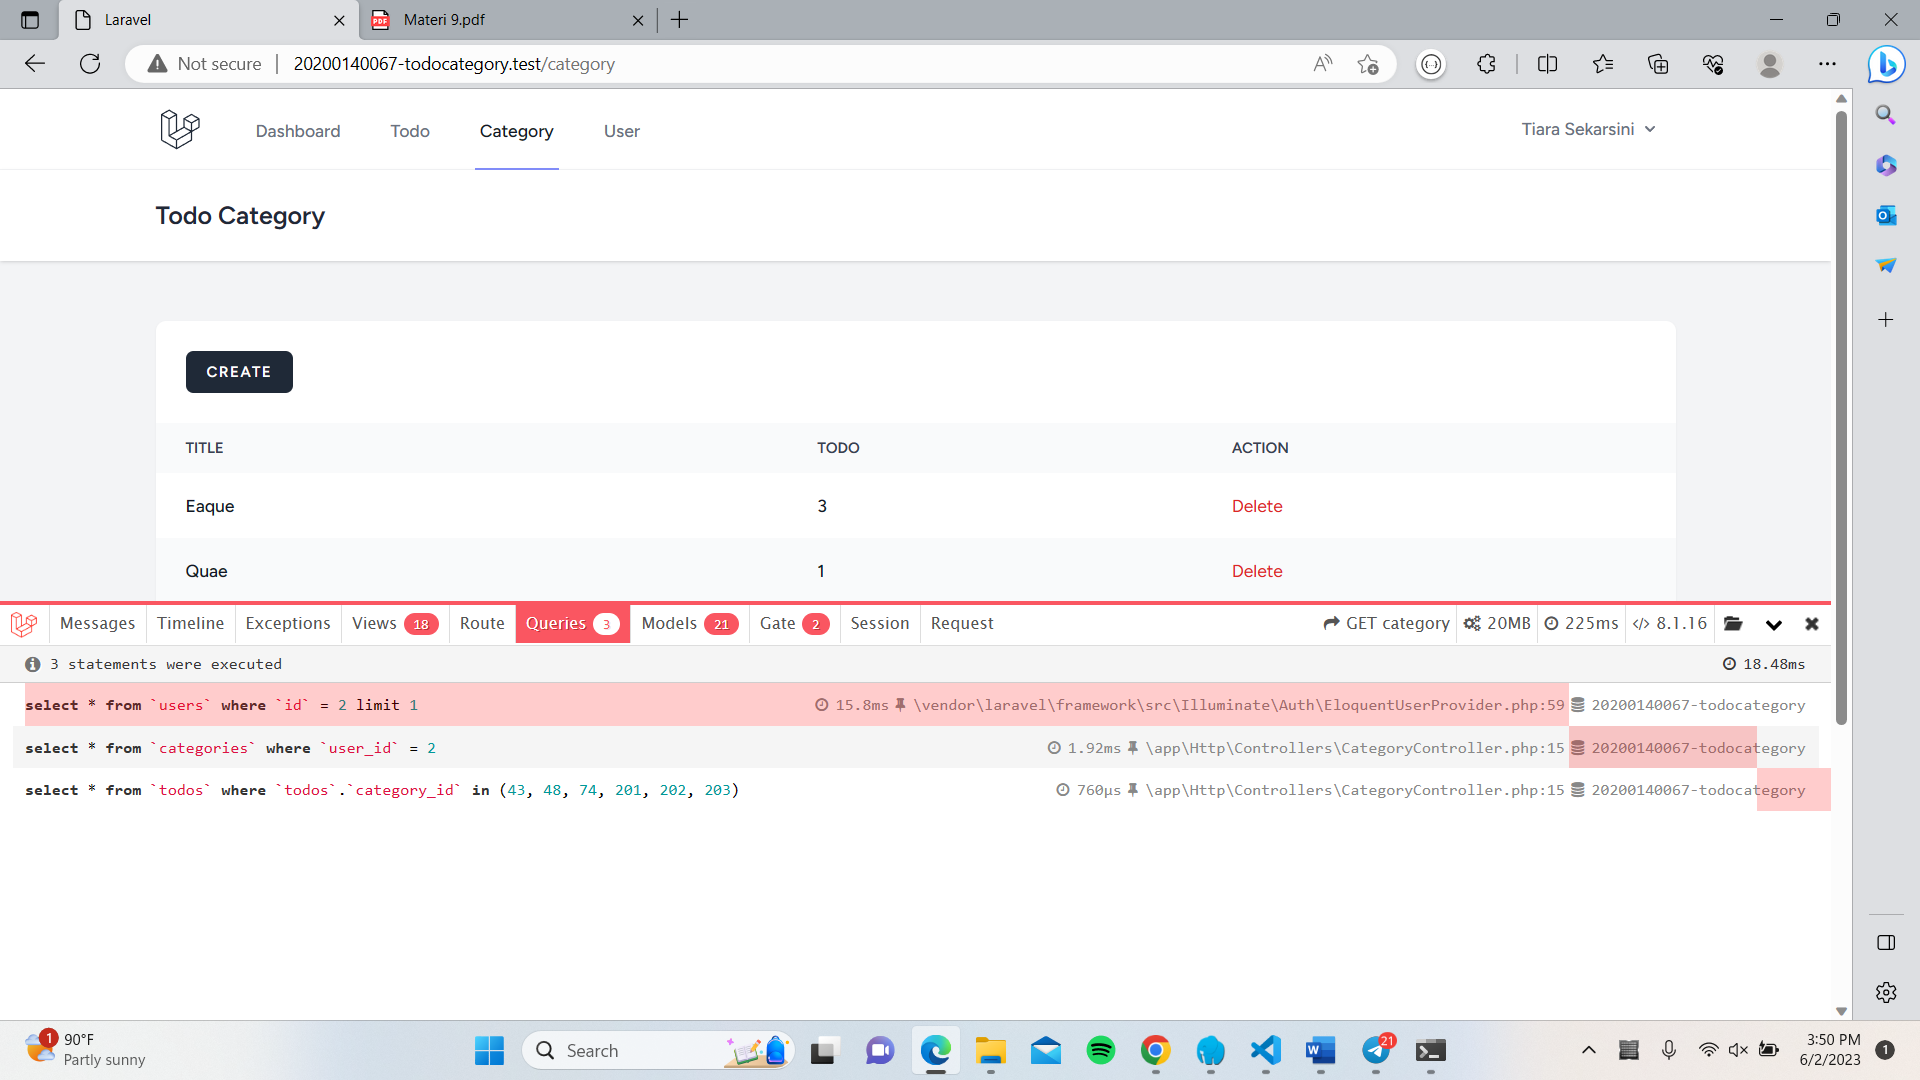 Laravel
Materi 9.pdf
Not secure
20200140067-todocategory.test/category
Dashboard
Todo
Category
User
Tiara Sekarsini
Todo Category
CREATE
TITLE TODO ACTION
Eaque 3 Delete
Quae 1 Delete
Messages Timeline Exceptions Views 18 Route Queries 3 Models 21 Gate 2 Session Request GET category 20MB 225ms 8.1.16
3 statements were executed 18.48ms
select * from `users` where `id` = 2 limit 1 15.8ms \vendor\laravel\framework\src\Illuminate\Auth\EloquentUserProvider.php:59 20200140067-todocategory
select * from `categories` where `user_id` = 2 1.92ms \app\Http\Controllers\CategoryController.php:15 20200140067-todocategory
select * from `todos` where `todos`.`category_id` in (43, 48, 74, 201, 202, 203) 760μs \app\Http\Controllers\CategoryController.php:15 20200140067-todocategory
1
90°F
Partly sunny
Search
21
3:50 PM
6/2/2023
1